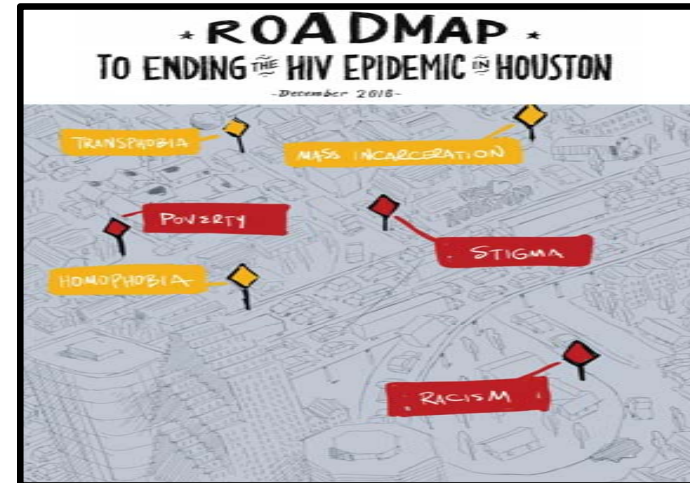 ROADMAP
TO ENDING THE HIV EPIDEMIC IN HOUSTON
-December 2016-
TRANSPHOBIA
MASS INCARCERATION
POVERTY
STIGMA
HOMOPHOBIA
RACISM